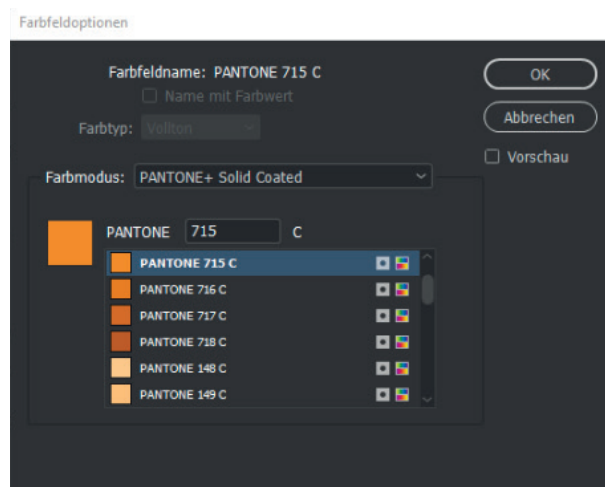 Farbfeldoptionen
Farbfeldname: PANTONE 715 C
Name mit Farbwert
Farbtyp: Vollton
Farbmodus: PANTONE+ Solid Coated
PANTONE 715 C
PANTONE 715 C
PANTONE 716 C
PANTONE 717 C
PANTONE 718 C
PANTONE 148 C
PANTONE 149 C
OK
Abbrechen
Vorschau